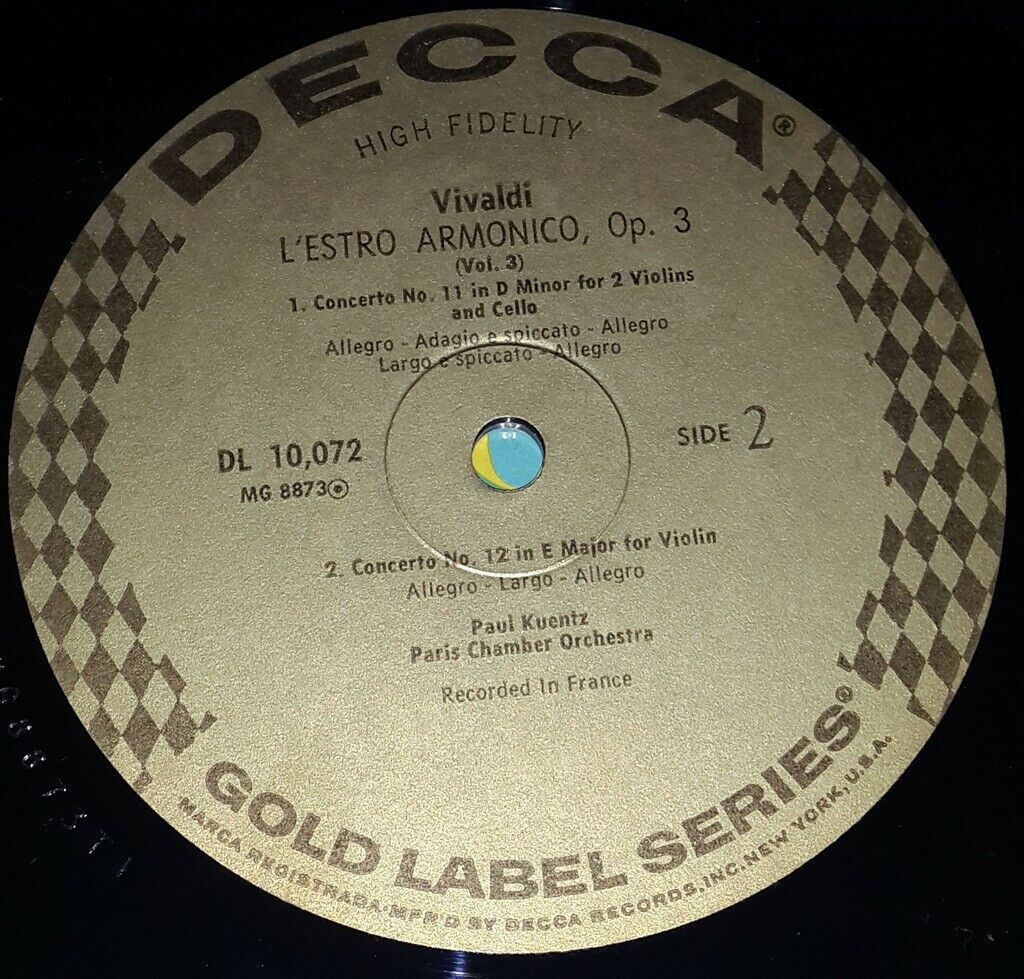 DECCA®
HIGH FIDELITY
Vivaldi
L'ESTRO ARMONICO, Op. 3
(Vol. 3)
1. Concerto No. 11 in D Minor for 2 Violins
and Cello
Allegro - Adagio e spiccato - Allegro
Largo e spiccato - Allegro
DL 10,072
MG 8873
SIDE 2
2. Concerto No. 12 in E Major for Violin
Allegro - Largo - Allegro
Paul Kuentz
Paris Chamber Orchestra
Recorded In France
GOLD LABEL SERIES®
MARCA REGISTRADA•MFR'D BY DECCA RECORDS, INC. NEW YORK, U.S.A.